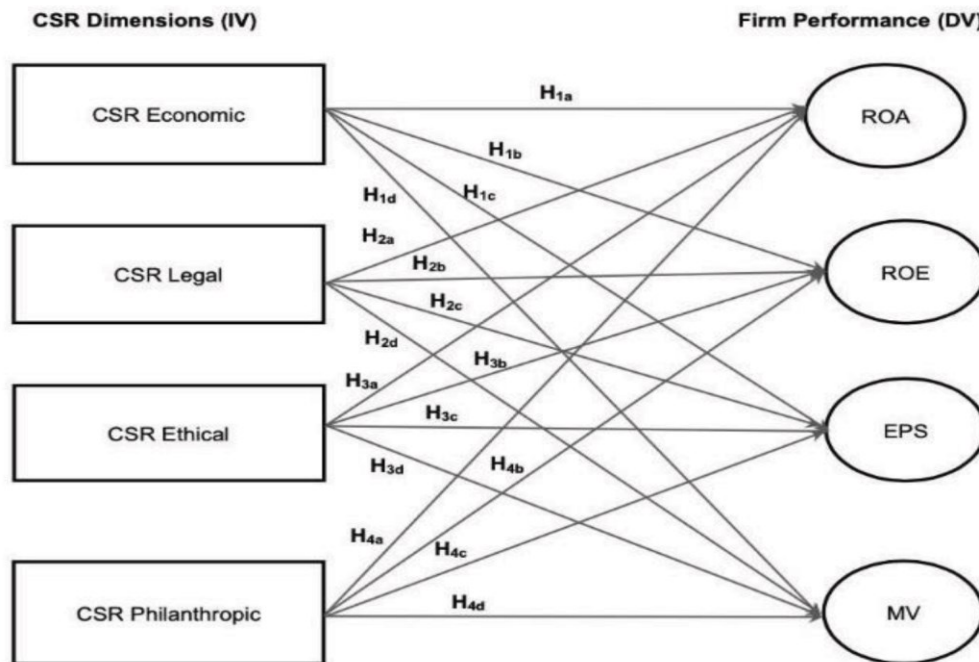 CSR Dimensions (IV)
Firm Performance (DV)
CSR Economic
H1a
ROA
H1b
H1c
H1d
H2a
CSR Legal
H2b
ROE
H2c
H2d
H3b
H3a
CSR Ethical
H3c
EPS
H3d
H4b
H4a
H4c
CSR Philanthropic
H4d
MV